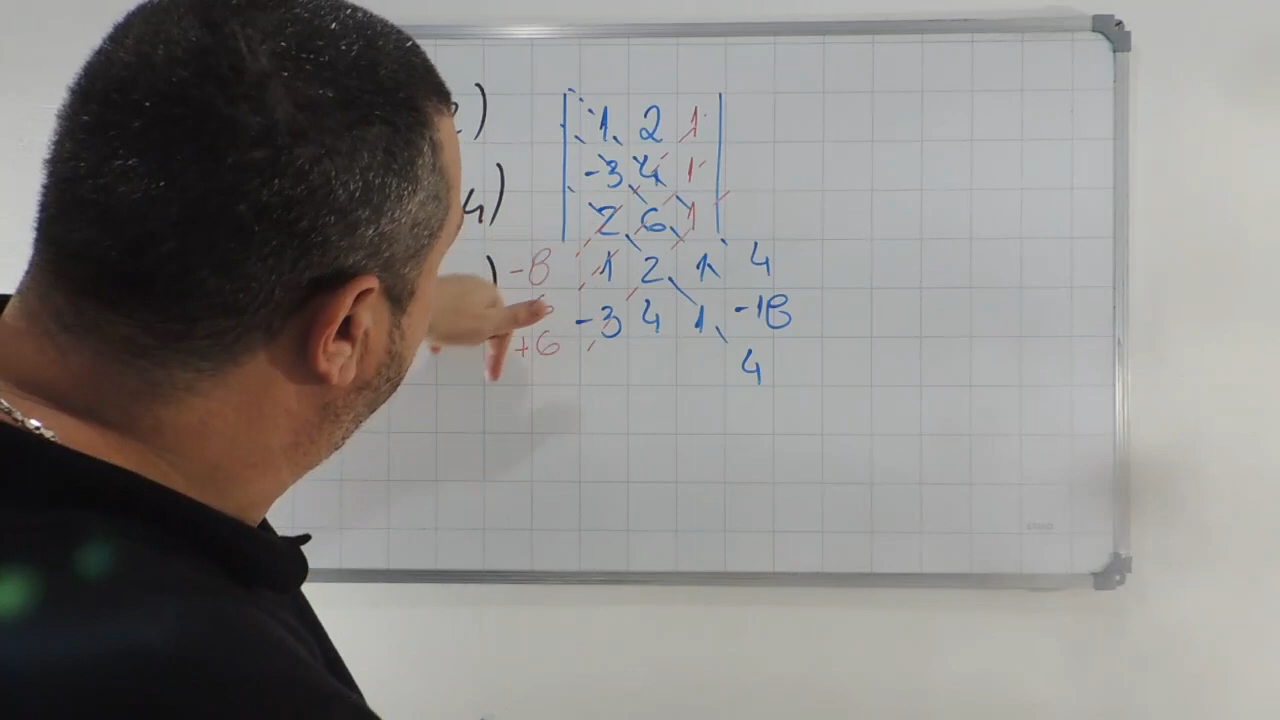 2)
4)
)
1 2 1
-3 4 1
2 6 1
-8 1 2 1 4
-3 4 1 -18
+6 4